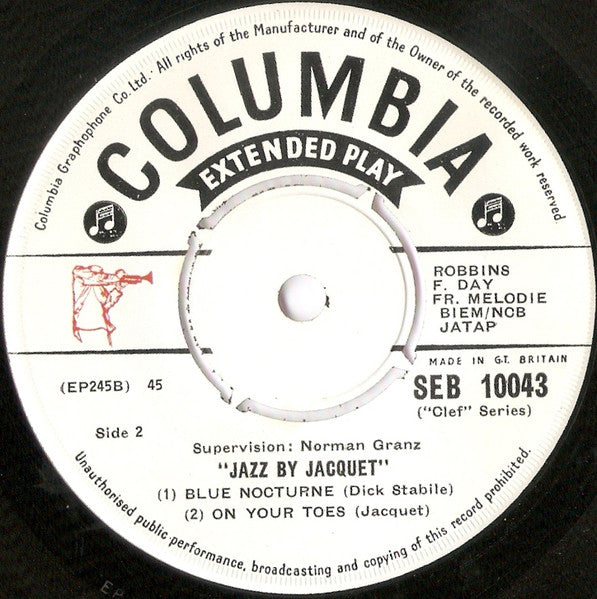 Columbia Graphophone Co. Ltd. · All rights of the Manufacturer and of the Owner of the recorded work reserved.
COLUMBIA
EXTENDED PLAY
ROBBINS
F. DAY
FR. MELODIE
BIEM/NCB
JATAP
MADE IN GT. BRITAIN
(EP245B) 45
SEB 10043
("Clef" Series)
Side 2
Supervision: Norman Granz
"JAZZ BY JACQUET"
(1) BLUE NOCTURNE (Dick Stabile)
(2) ON YOUR TOES (Jacquet)
Unauthorised public performance, broadcasting and copying of this record prohibited.
EP